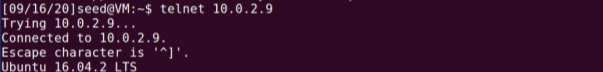 [09/16/20]seed@VM:~$ telnet 10.0.2.9
Trying 10.0.2.9...
Connected to 10.0.2.9.
Escape character is '^]'.
Ubuntu 16.04.2 LTS